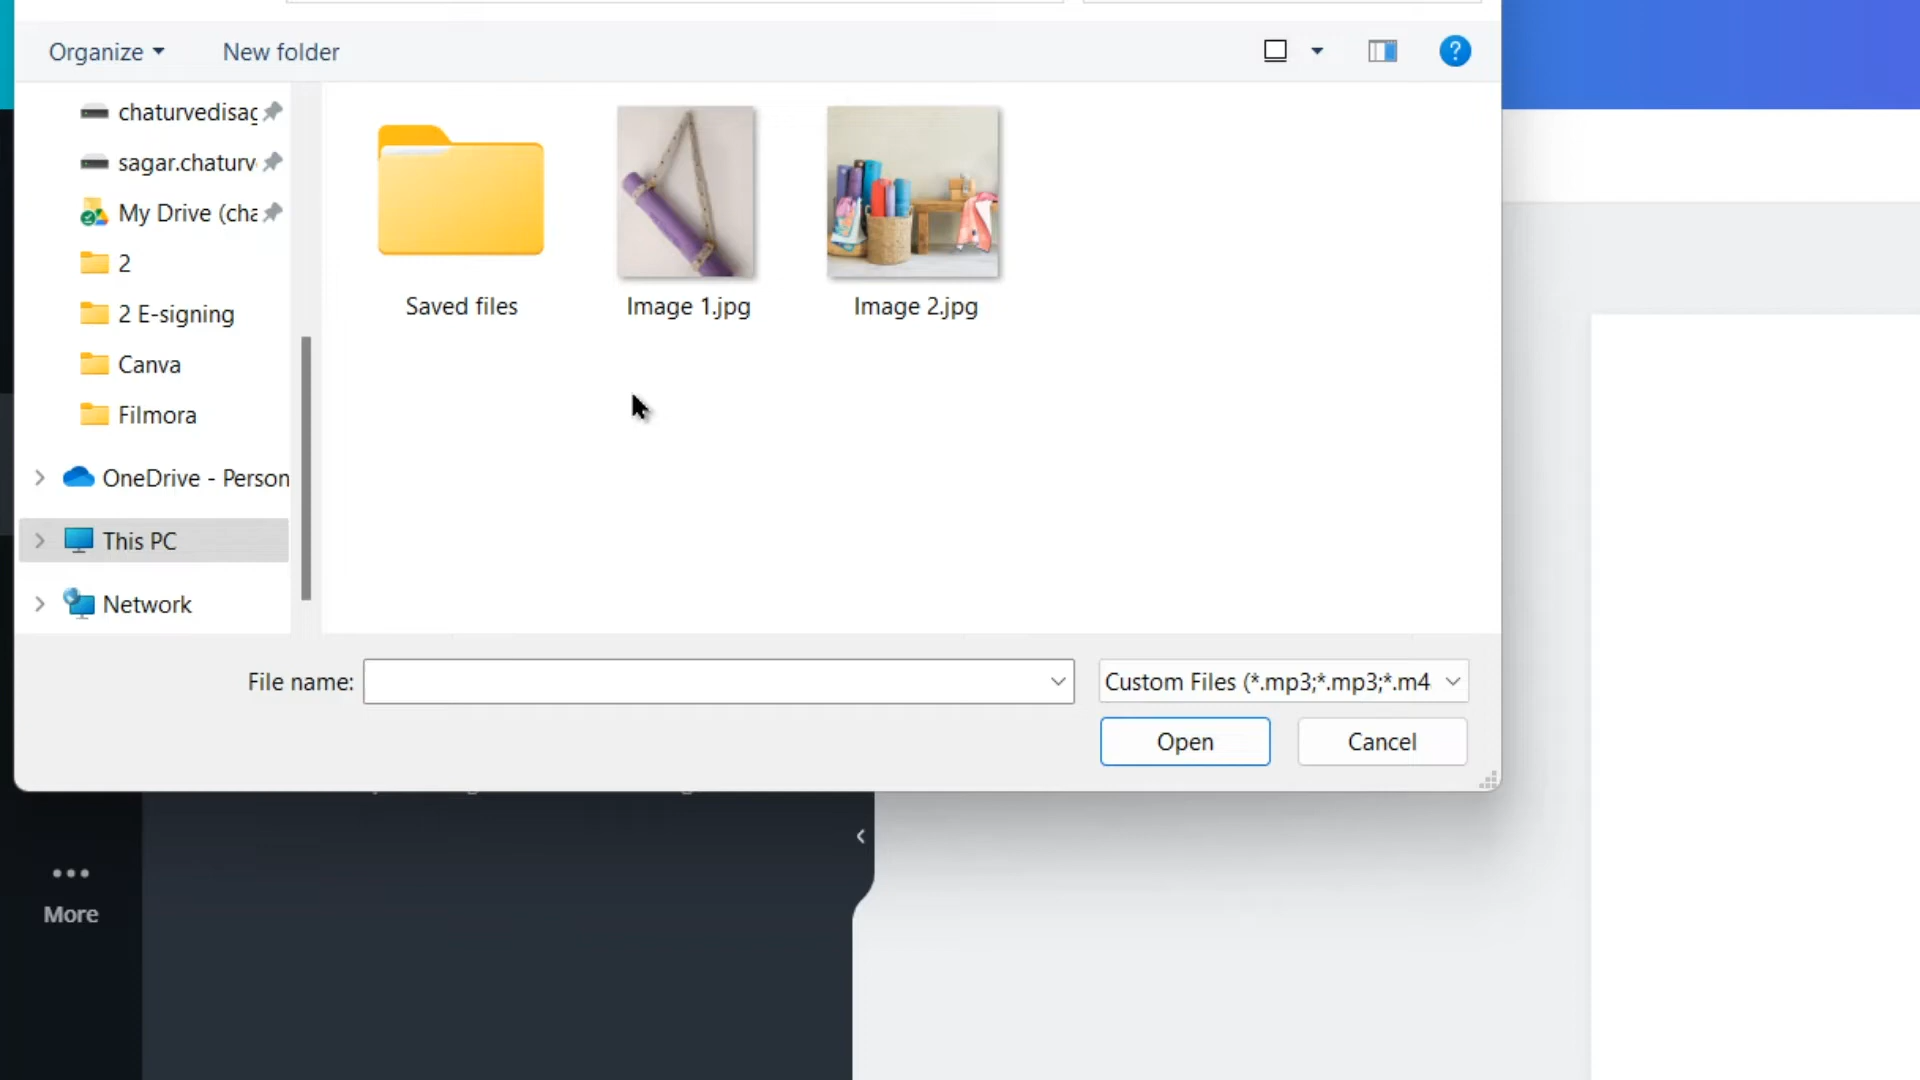 Organize
New folder
chaturvedisag
sagar.chaturv
My Drive (cha
2
2 E-signing
Canva
Filmora
OneDrive - Person
This PC
Network
Saved files
Image 1.jpg
Image 2.jpg
File name:
Custom Files (*.mp3;*.mp3;*.m4
Open
Cancel
More